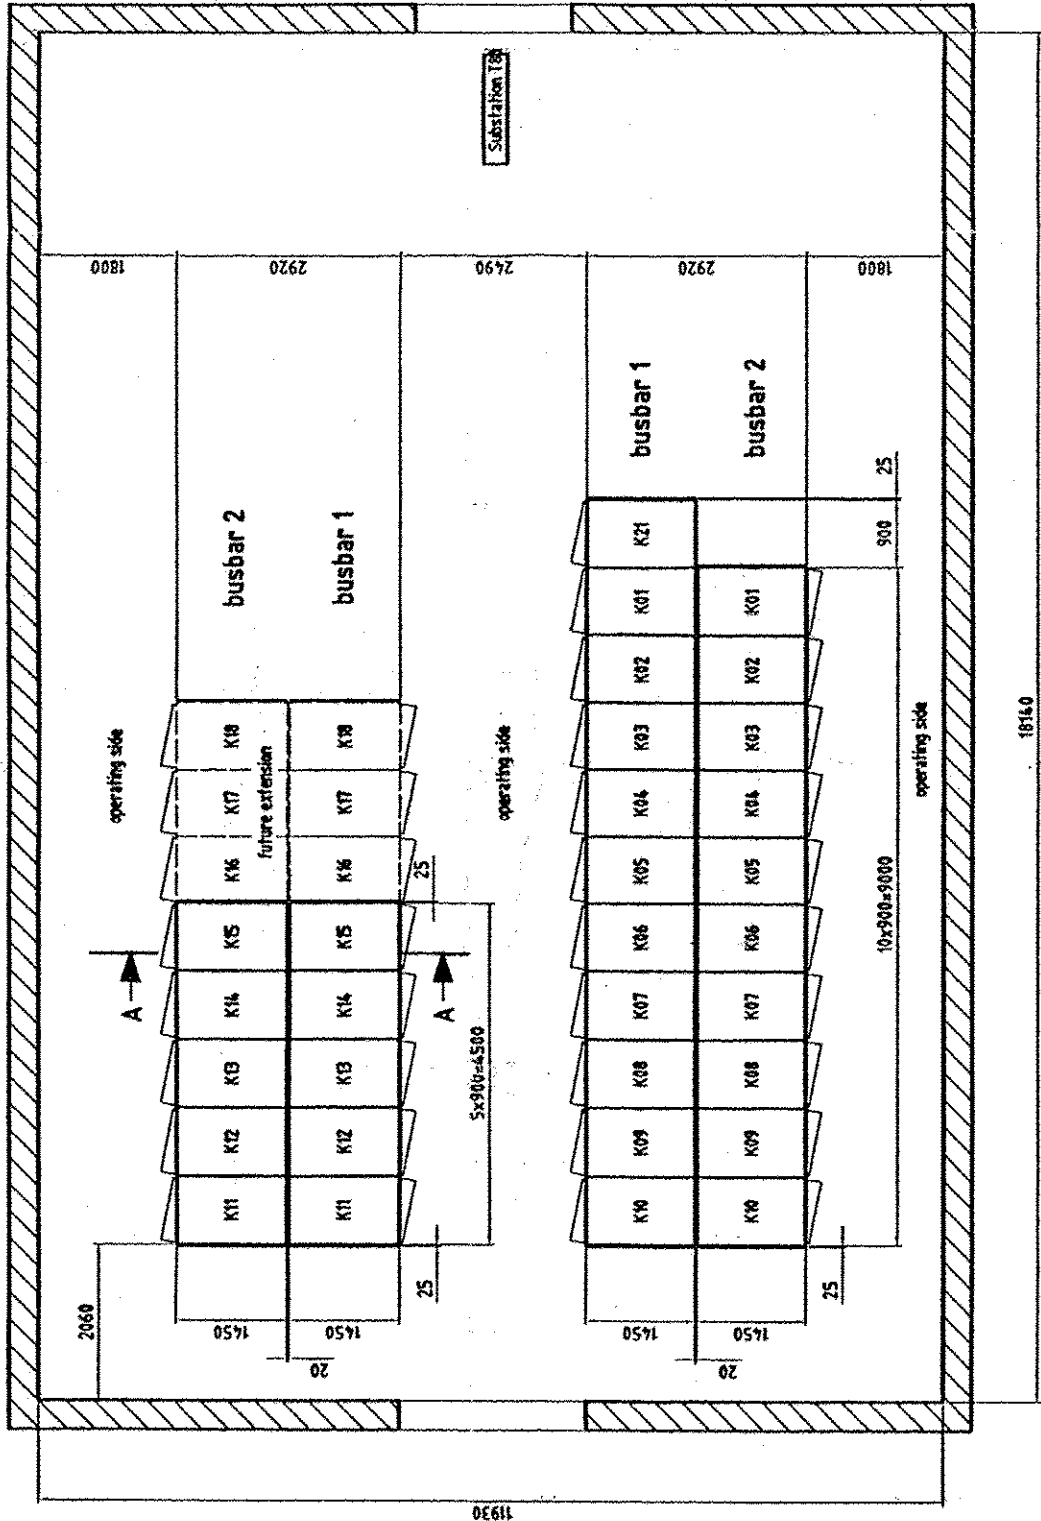 Substation T80
1800
2920
2490
2920
1800
busbar 2
busbar 1
busbar 1
busbar 2
operating side
operating side
operating side
future extension
K18
K17
K16
K15
K14
K13
K12
K11
K18
K17
K16
K15
K14
K13
K12
K11
A
A
25
5x900=4500
25
2060
1450
1450
20
K21
K01
K02
K03
K04
K05
K06
K07
K08
K09
K10
K01
K02
K03
K04
K05
K06
K07
K08
K09
K10
25
900
10x900=9000
25
1450
1450
20
18140
11930